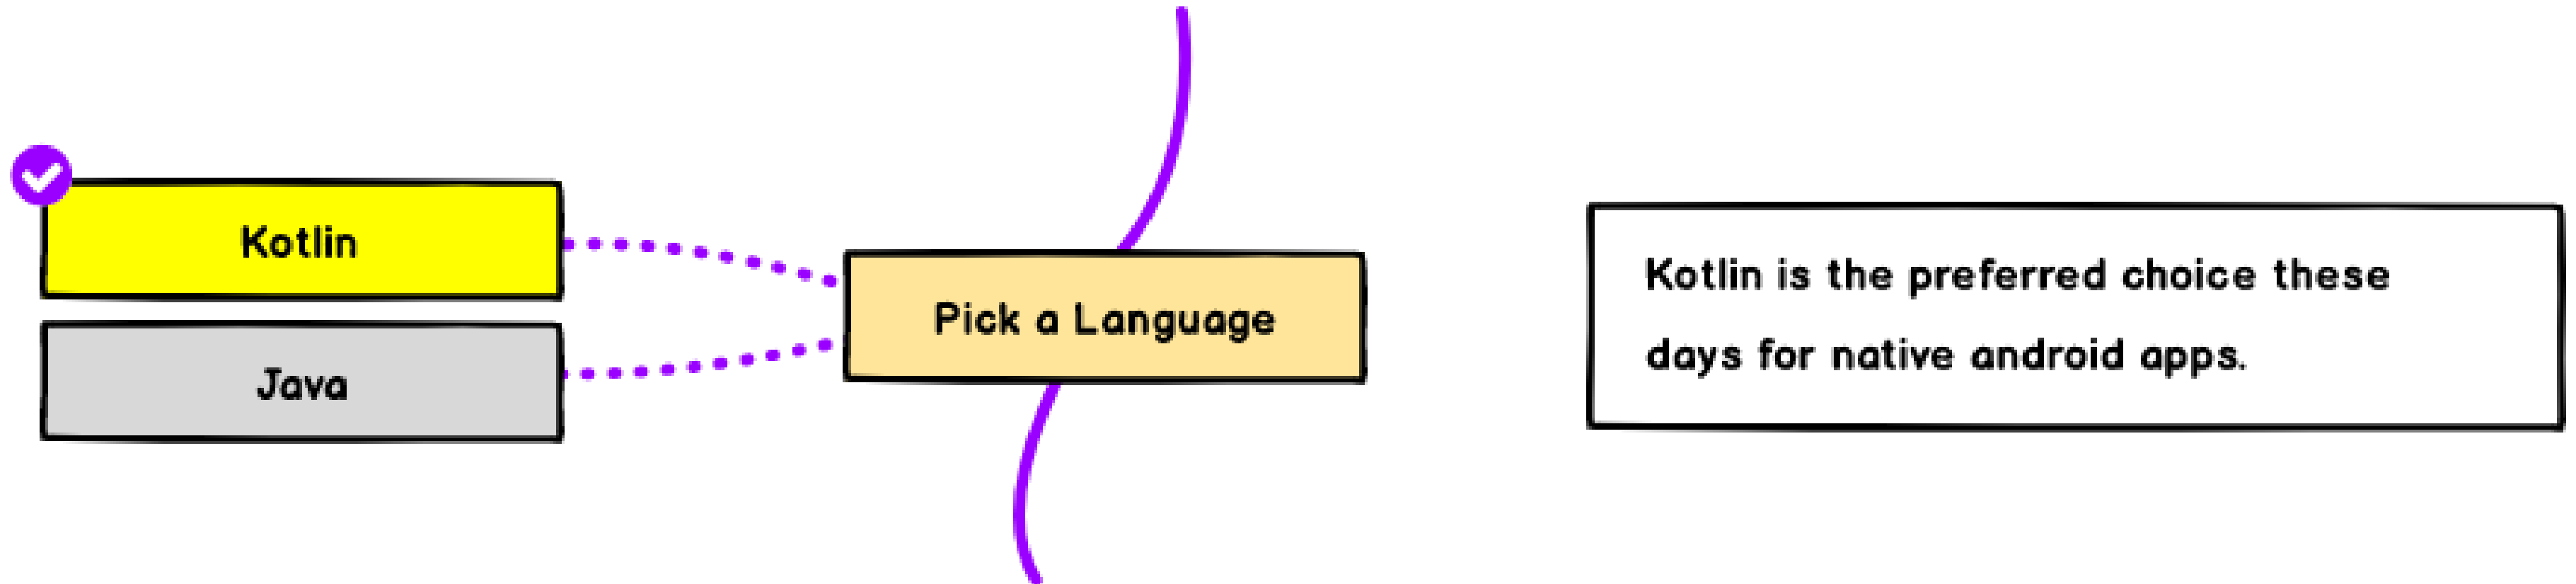 Kotlin
Java
Pick a Language
Kotlin is the preferred choice these
days for native android apps.